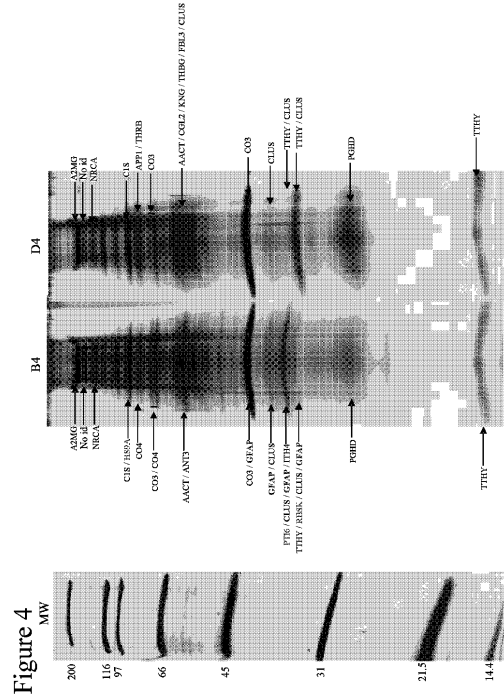 Figure 4
MW
200
116
97
66
45
31
21.5
14.4
B4
A2MG
No id
NRCA
C1S / HS9A
CO4
CO3 / CO4
AACT / ANT3
CO3 / GFAP
GFAP / CLUS
PTI6 / CLUS / GFAP / ITH4
TTHY / RBSK / CLUS / GFAP
PGHD
TTHY
D4
A2MG
No id
NRCA
C1S
APP1 / THRB
CO3
AACT / CGL2 / KNG / THBG / FBL3 / CLUS
CO3
CLUS
TTHY / CLUS
TTHY / CLUS
PGHD
TTHY